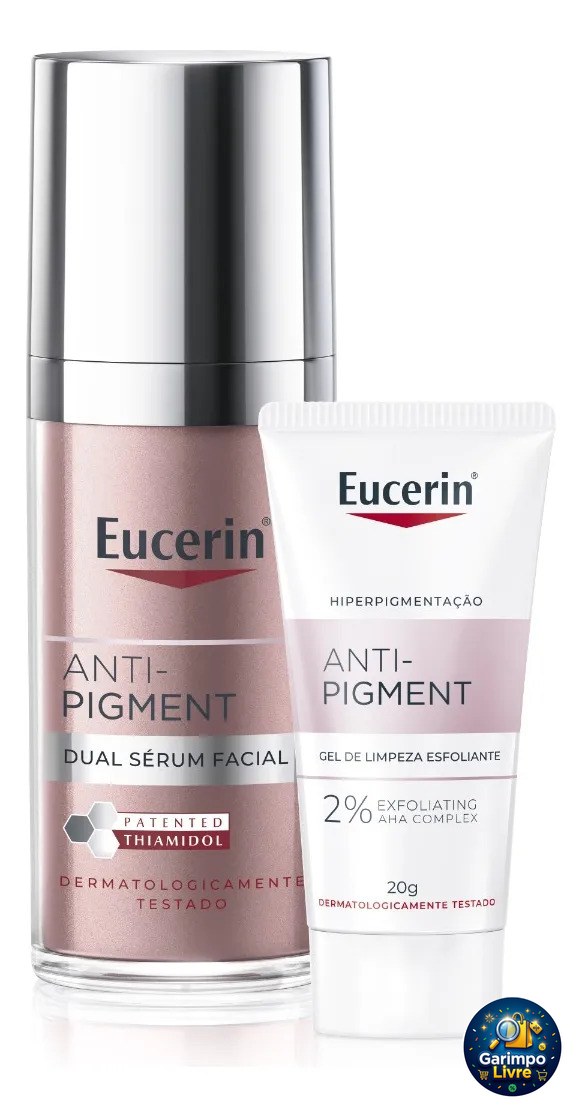 Eucerin®
ANTI-
PIGMENT
DUAL SÉRUM FACIAL
PATENTED
THIAMIDOL
DERMATOLOGICAMENTE
TESTADO
Eucerin®
HIPERPIGMENTAÇÃO
ANTI-
PIGMENT
GEL DE LIMPEZA ESFOLIANTE
2% EXFOLIATING
AHA COMPLEX
20g
DERMATOLOGICAMENTE TESTADO
Garimpo
Livre